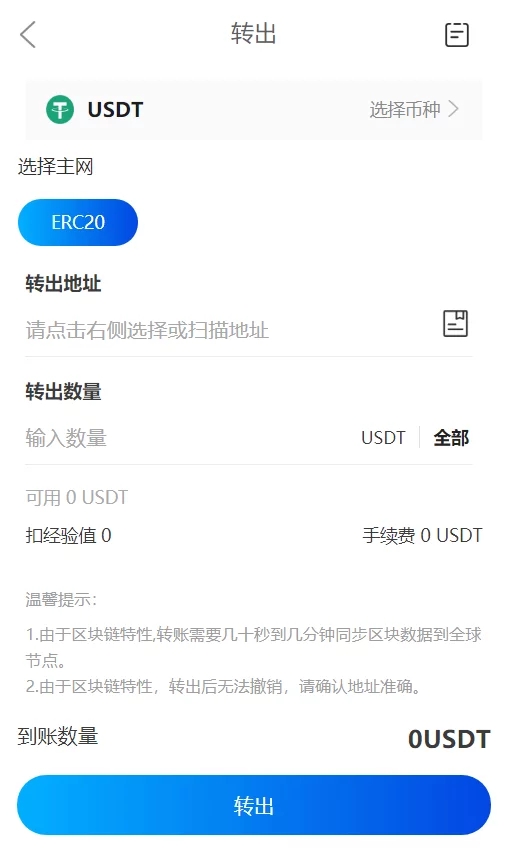 转出
USDT 选择币种
选择主网
ERC20
转出地址
请点击右侧选择或扫描地址
转出数量
输入数量 USDT 全部
可用 0 USDT
扣经验值 0 手续费 0 USDT
温馨提示:
1.由于区块链特性,转账需要几十秒到几分钟同步区块数据到全球
节点。
2.由于区块链特性，转出后无法撤销，请确认地址准确。
到账数量 0USDT
转出